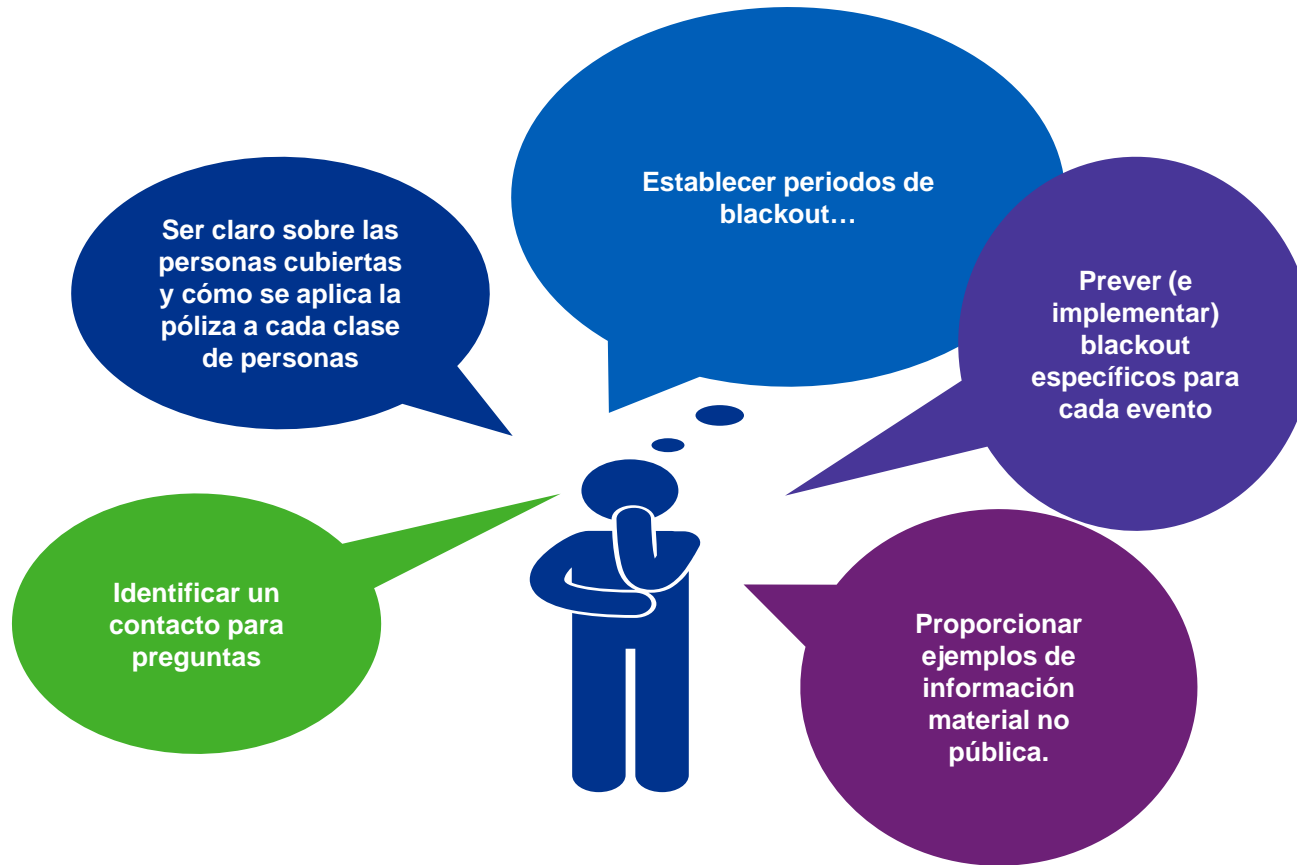 Establecer periodos de
blackout…
Ser claro sobre las
personas cubiertas
y cómo se aplica la
póliza a cada clase
de personas
Prever (e
implementar)
blackout
específicos para
cada evento
Identificar un
contacto para
preguntas
Proporcionar
ejemplos de
información
material no
pública.